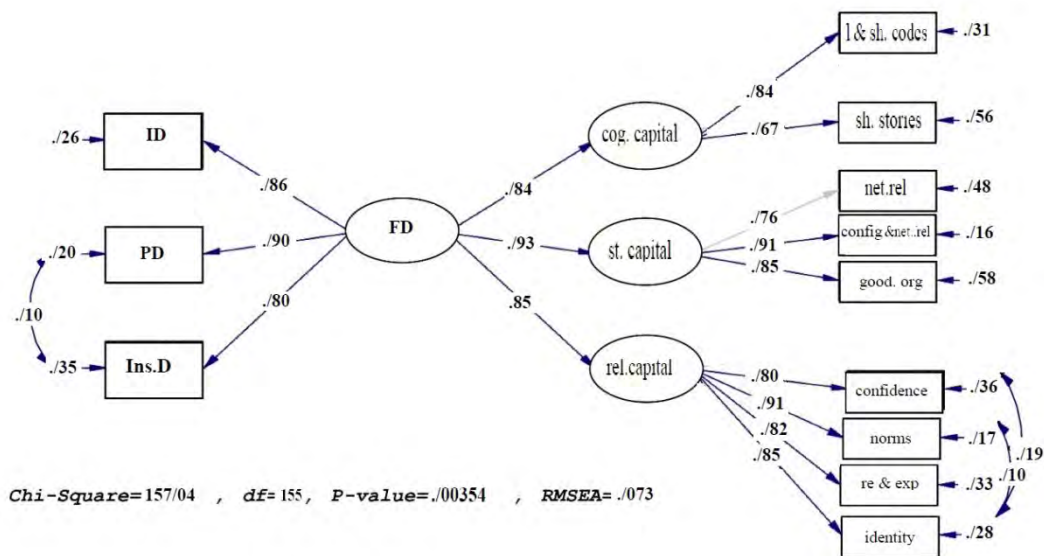 l & sh. codes
./31
./84
cog. capital
./67
sh. stories
./56
./26
ID
./86
./84
net.rel
./48
./76
FD
./93
st. capital
./91
config &net..rel
./16
./20
PD
./90
./85
good. org
./58
./10
./80
.85
./35
Ins.D
rel.capital
./80
confidence
./36
./91
norms
./17
./19
./82
./10
./85
re & exp
./33
identity
./28
Chi-Square=157/04 , df=155, P-value=./00354 , RMSEA=./073